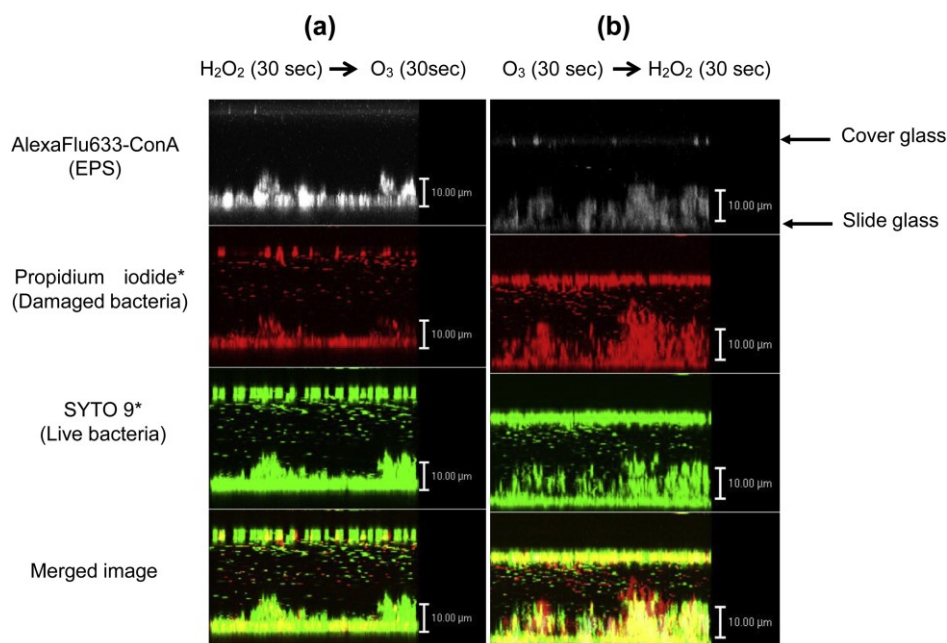 (a)
(b)
H₂O₂ (30 sec) → O₃ (30sec)
O₃ (30 sec) → H₂O₂ (30 sec)
AlexaFlu633-ConA
(EPS)
10.00 µm
10.00 µm
Cover glass
Slide glass
Propidium iodide*
(Damaged bacteria)
10.00 µm
10.00 µm
SYTO 9*
(Live bacteria)
10.00 µm
10.00 µm
Merged image
10.00 µm
10.00 µm